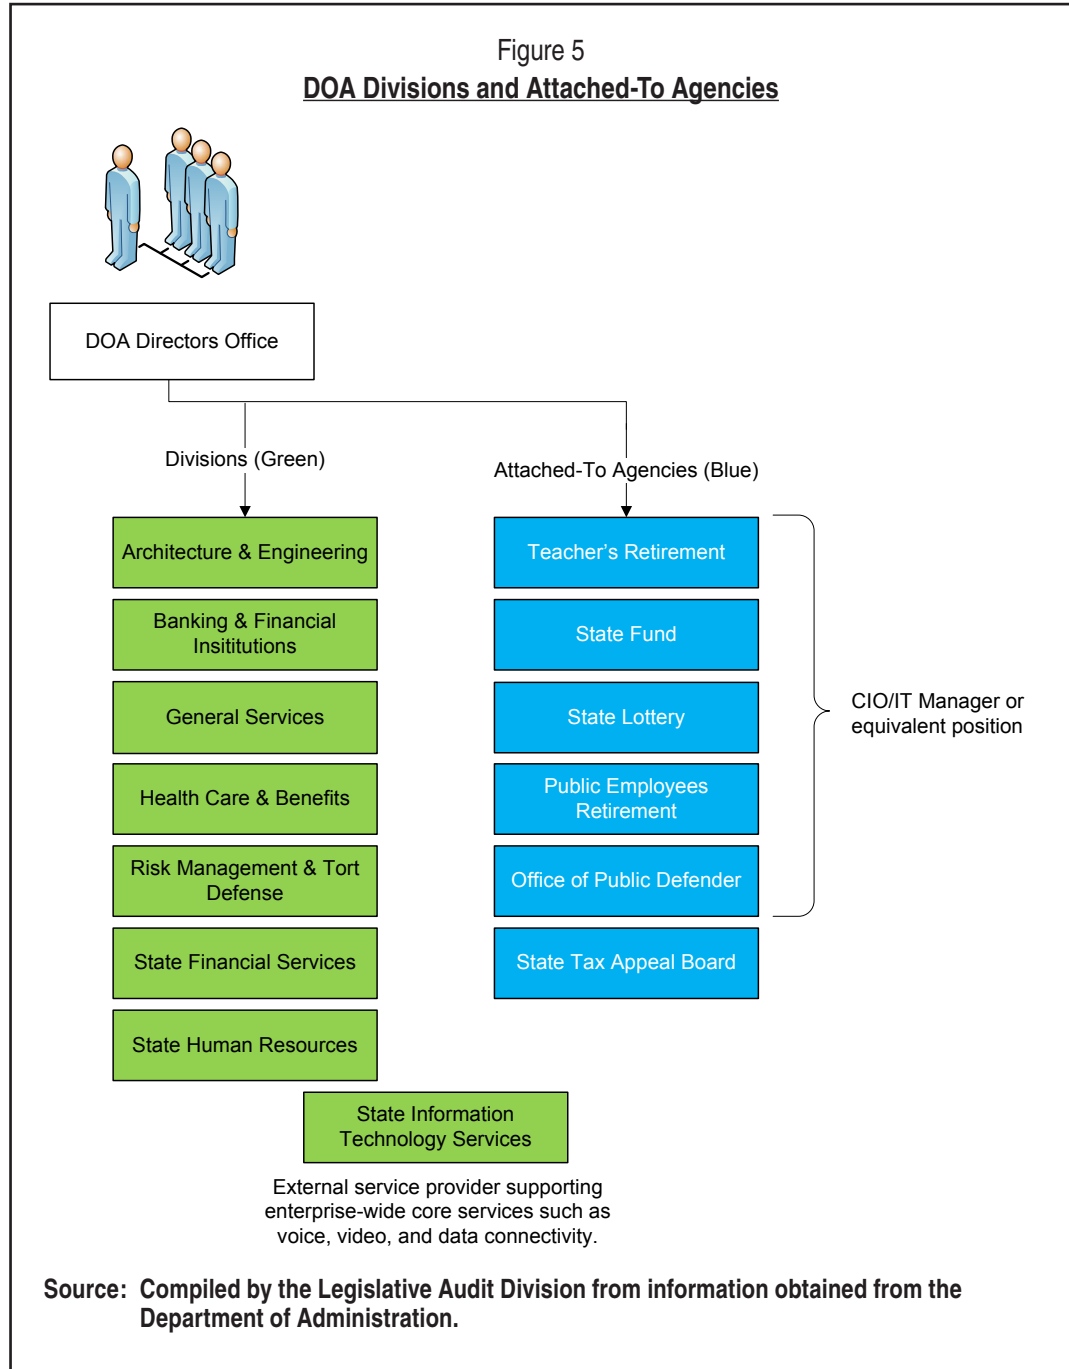 Figure 5
DOA Divisions and Attached-To Agencies
DOA Directors Office
Divisions (Green)
Attached-To Agencies (Blue)
Architecture & Engineering
Banking & Financial
Insititutions
General Services
Health Care & Benefits
Risk Management & Tort
Defense
State Financial Services
State Human Resources
Teacher's Retirement
State Fund
State Lottery
Public Employees
Retirement
Office of Public Defender
State Tax Appeal Board
CIO/IT Manager or
equivalent position
State Information
Technology Services
External service provider supporting
enterprise-wide core services such as
voice, video, and data connectivity.
Source: Compiled by the Legislative Audit Division from information obtained from the
Department of Administration.